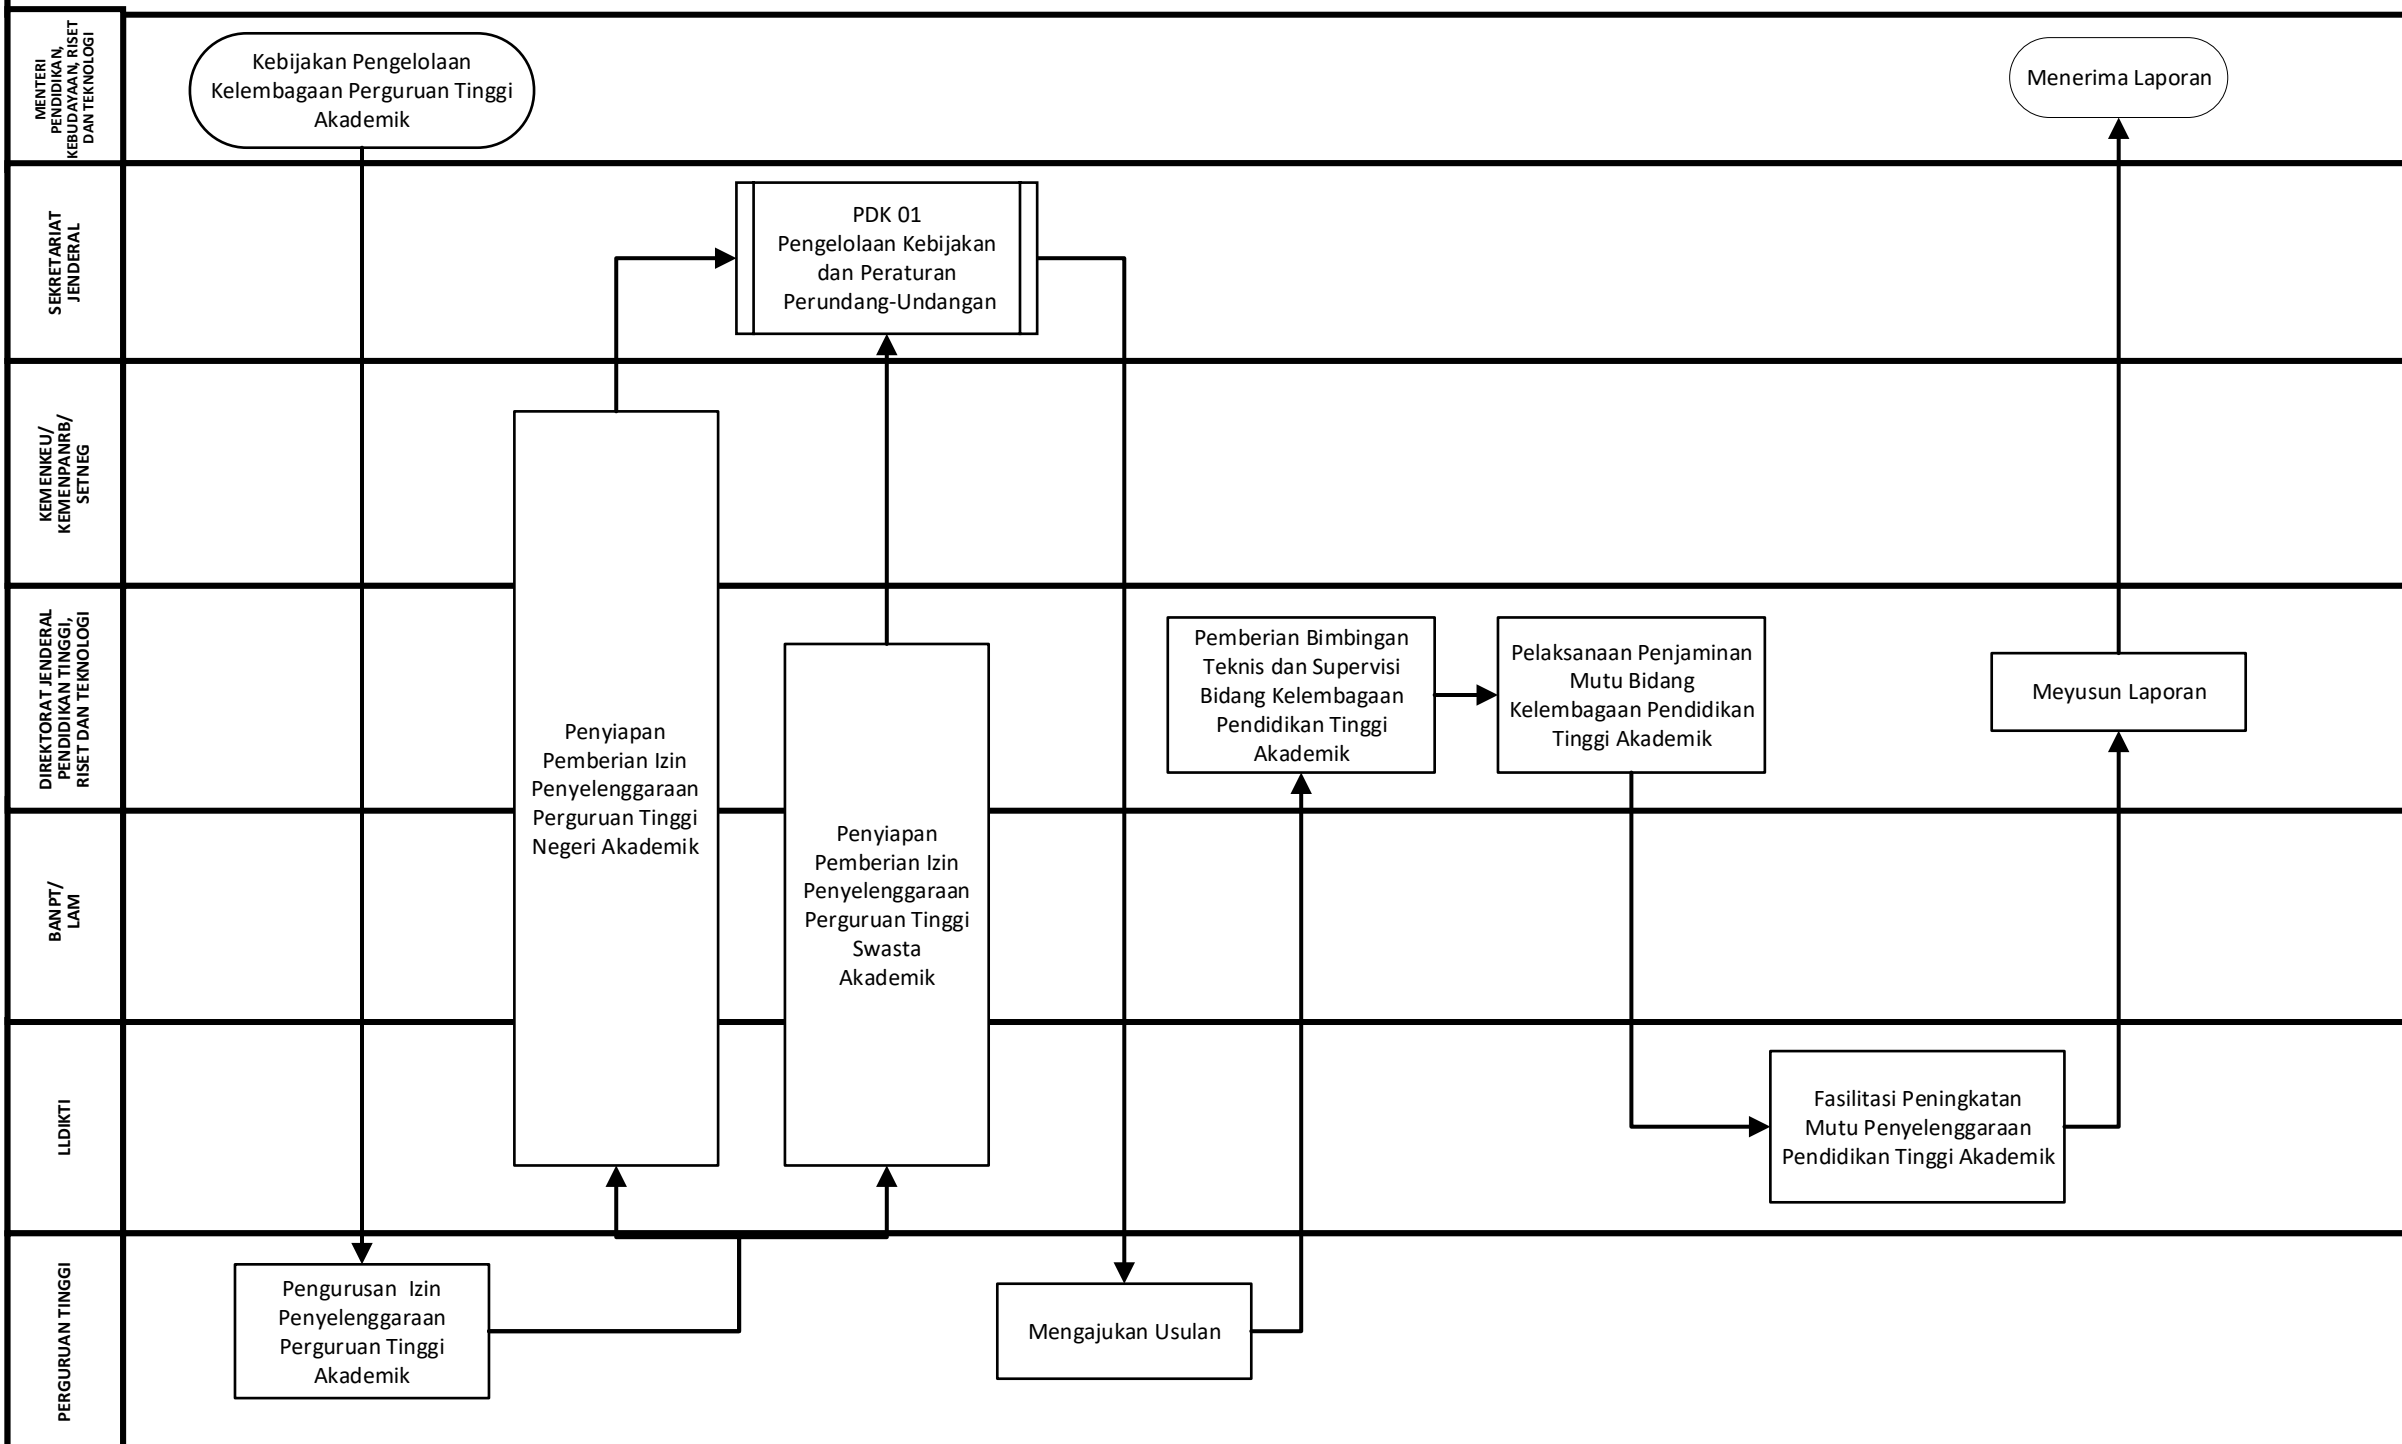 MENTERI
PENDIDIKAN,
KEBUDAYAAN, RISET
DAN TEKNOLOGI
Kebijakan Pengelolaan
Kelembagaan Perguruan Tinggi
Akademik
Menerima Laporan
SEKRETARIAT
JENDERAL
PDK 01
Pengelolaan Kebijakan
dan Peraturan
Perundang-Undangan
KEMENKEU/
KEMENPANRB/
SETNEG
DIREKTORAT JENDERAL
PENDIDIKAN TINGGI,
RISET DAN TEKNOLOGI
Penyiapan
Pemberian Izin
Penyelenggaraan
Perguruan Tinggi
Negeri Akademik
Penyiapan
Pemberian Izin
Penyelenggaraan
Perguruan Tinggi
Swasta
Akademik
Pemberian Bimbingan
Teknis dan Supervisi
Bidang Kelembagaan
Pendidikan Tinggi
Akademik
Pelaksanaan Penjaminan
Mutu Bidang
Kelembagaan Pendidikan
Tinggi Akademik
Meyusun Laporan
BANPT/
LAM
LLDIKTI
Fasilitasi Peningkatan
Mutu Penyelenggaraan
Pendidikan Tinggi Akademik
PERGURUAN TINGGI
Pengurusan Izin
Penyelenggaraan
Perguruan Tinggi
Akademik
Mengajukan Usulan